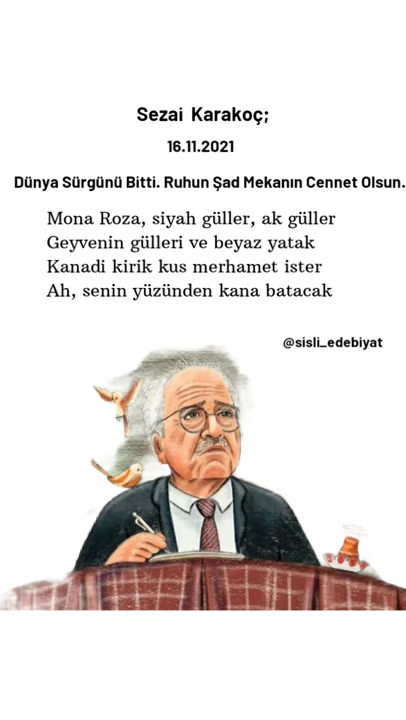 Sezai Karakoç;
16.11.2021
Dünya Sürgünü Bitti. Ruhun Şad Mekanın Cennet Olsun.
Mona Roza, siyah güller, ak güller
Geyvenin gülleri ve beyaz yatak
Kanadi kirik kus merhamet ister
Ah, senin yüzünden kana batacak
@sisli_edebiyat